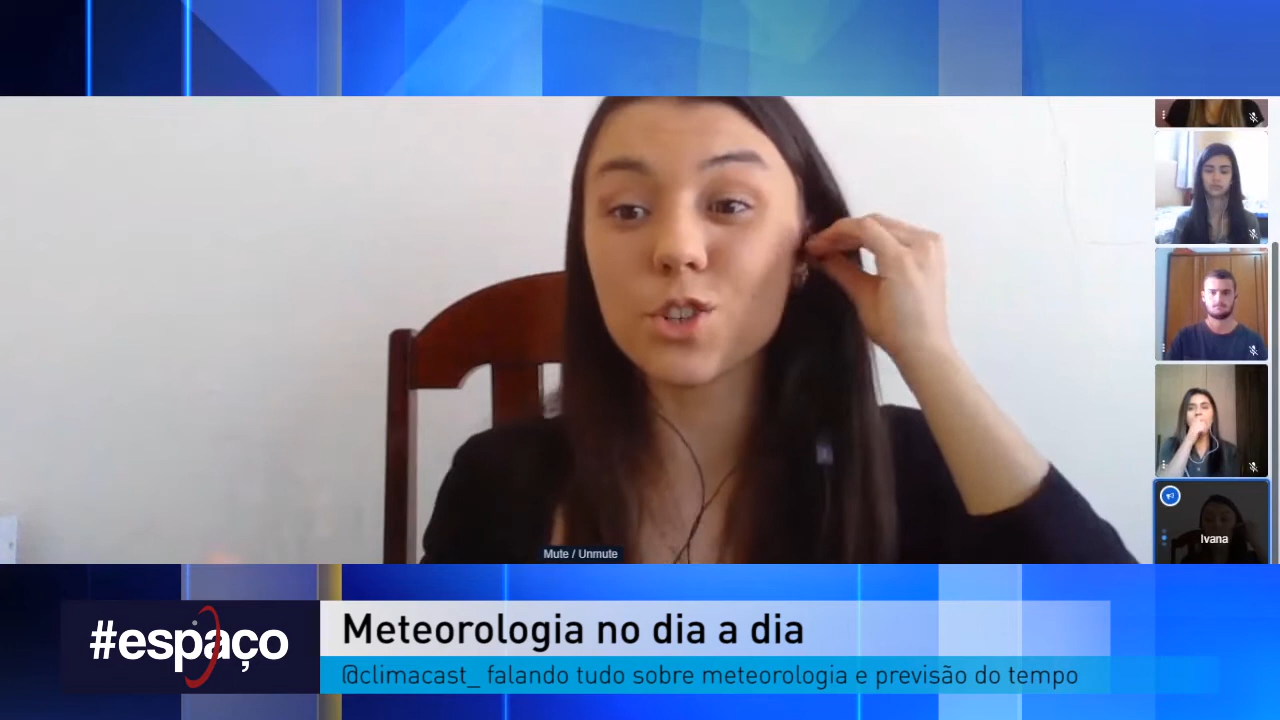 Mute / Unmute
Ivana
#espaço
Meteorologia no dia a dia
@climacast_ falando tudo sobre meteorologia e previsão do tempo